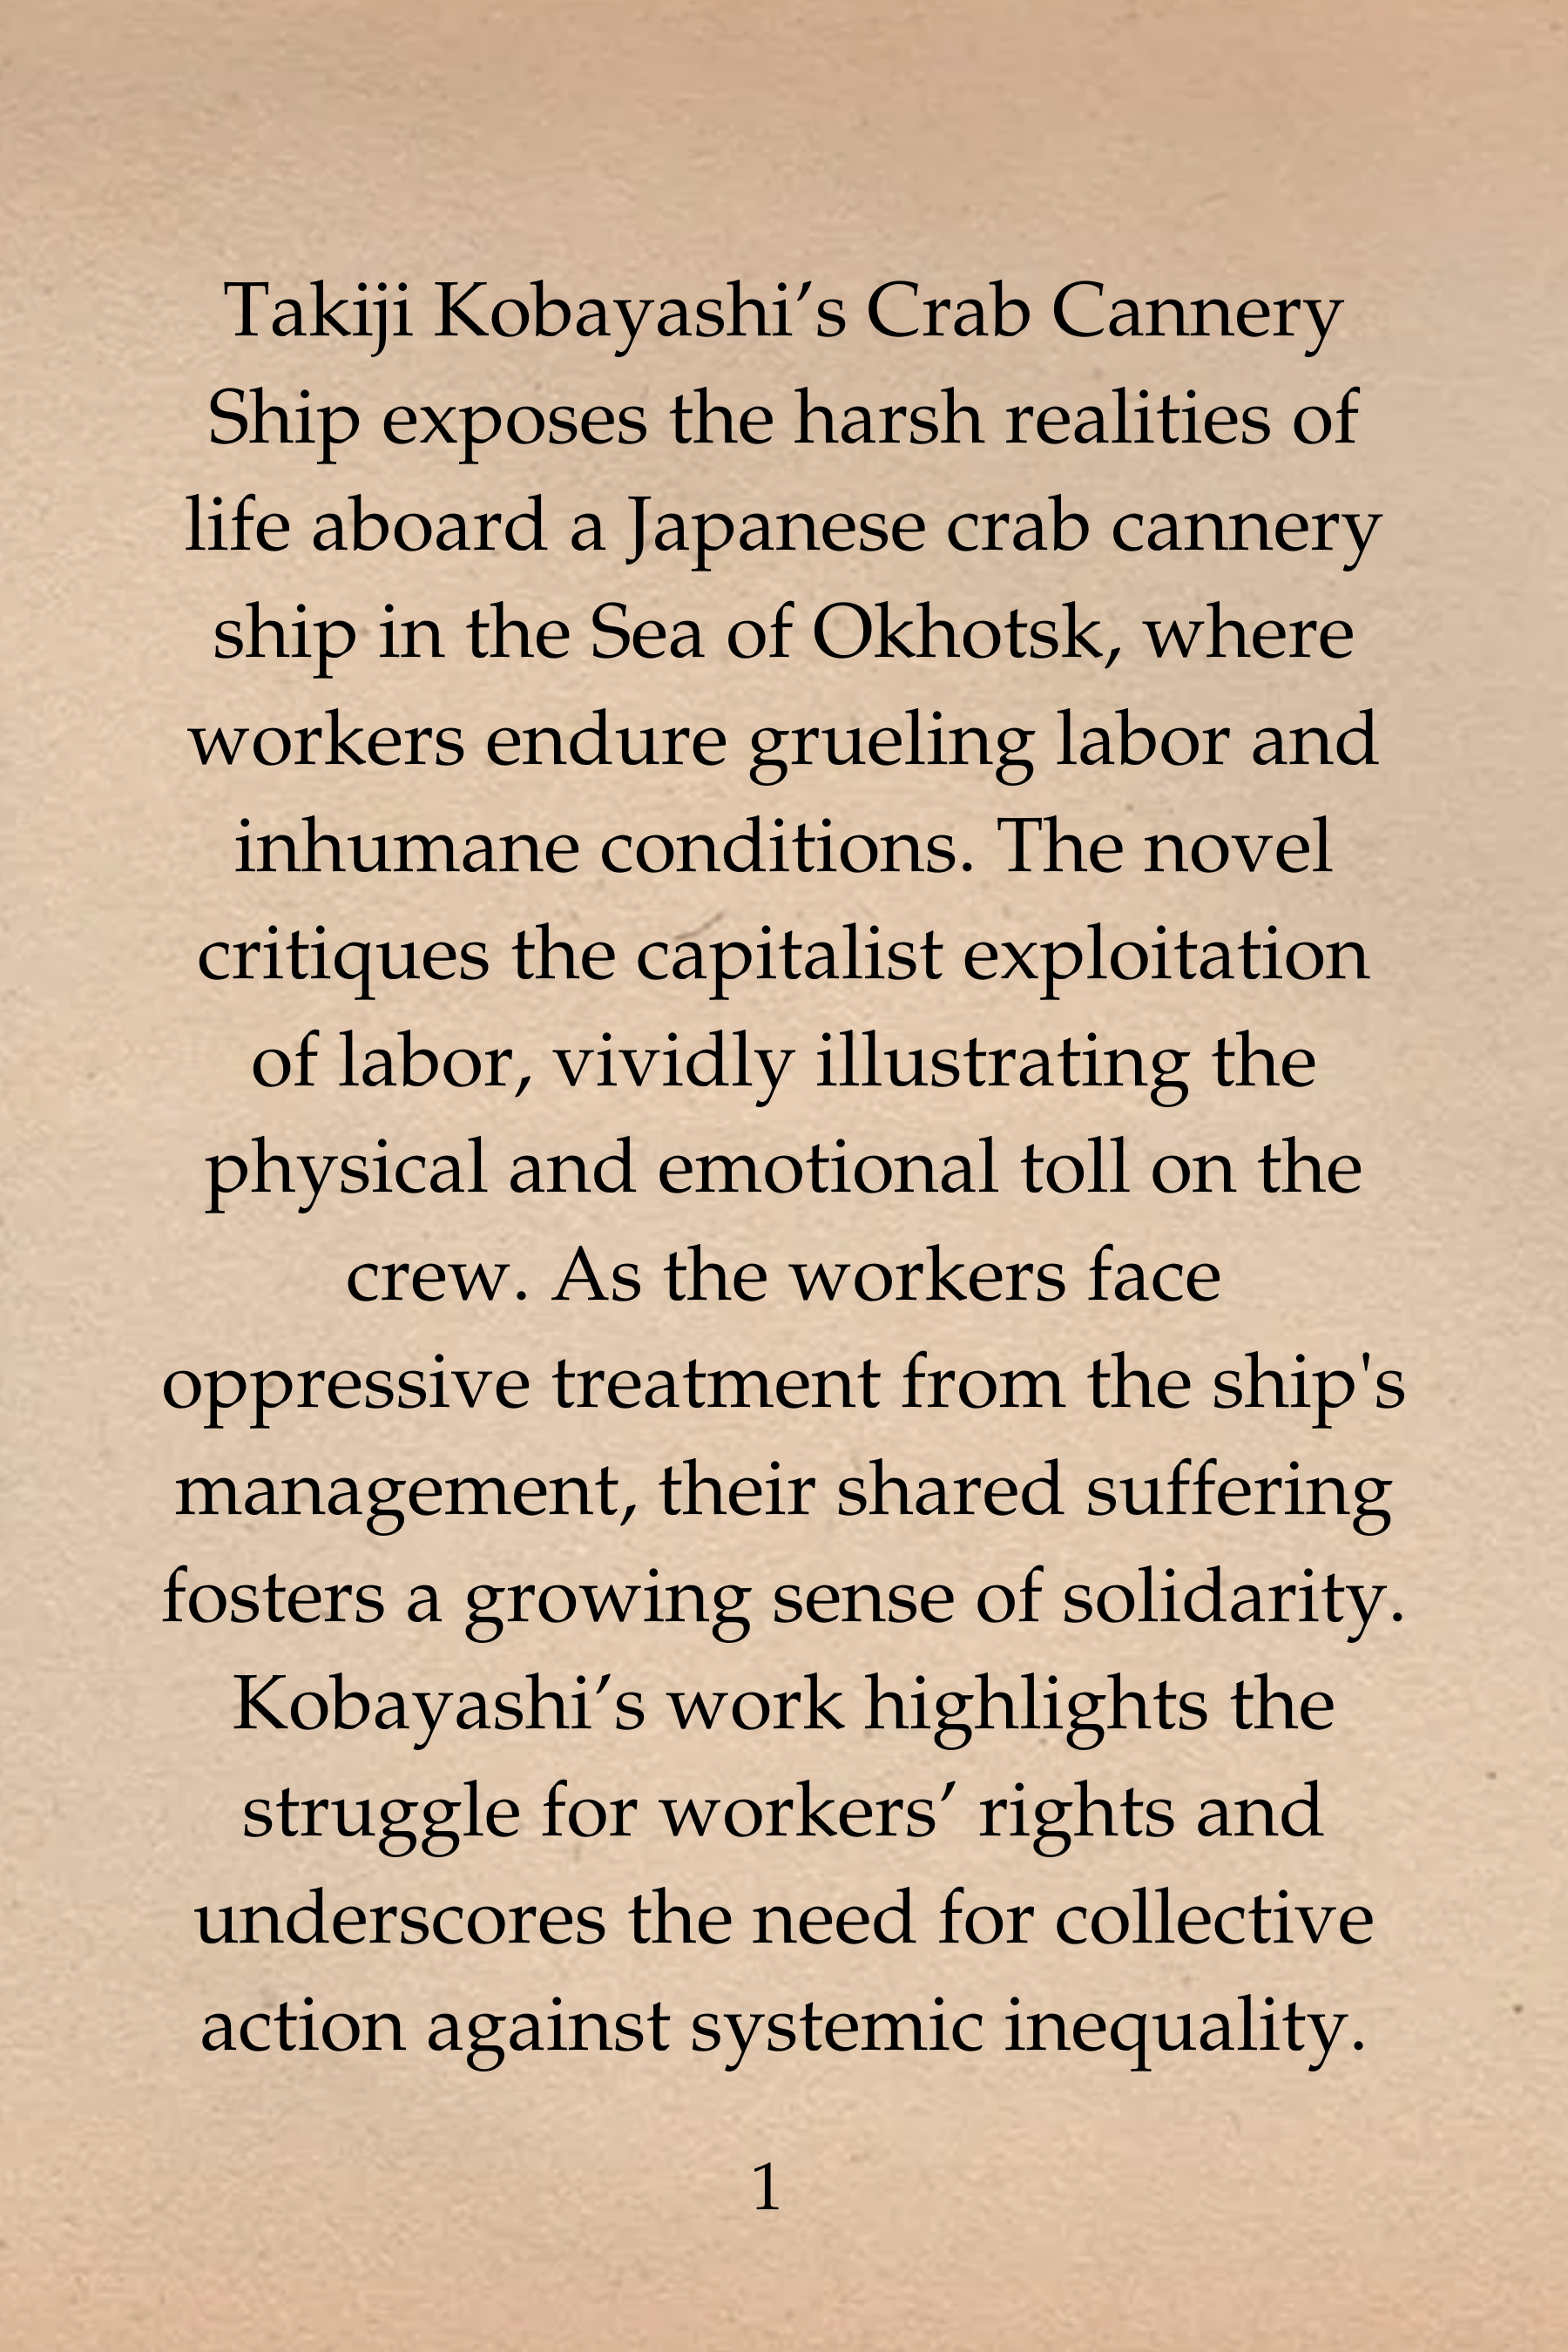 Takiji Kobayashi’s Crab Cannery
Ship exposes the harsh realities of
life aboard a Japanese crab cannery
ship in the Sea of Okhotsk, where
workers endure grueling labor and
inhumane conditions. The novel
critiques the capitalist exploitation
of labor, vividly illustrating the
physical and emotional toll on the
crew. As the workers face
oppressive treatment from the ship's
management, their shared suffering
fosters a growing sense of solidarity.
Kobayashi’s work highlights the
struggle for workers’ rights and
underscores the need for collective
action against systemic inequality.
1